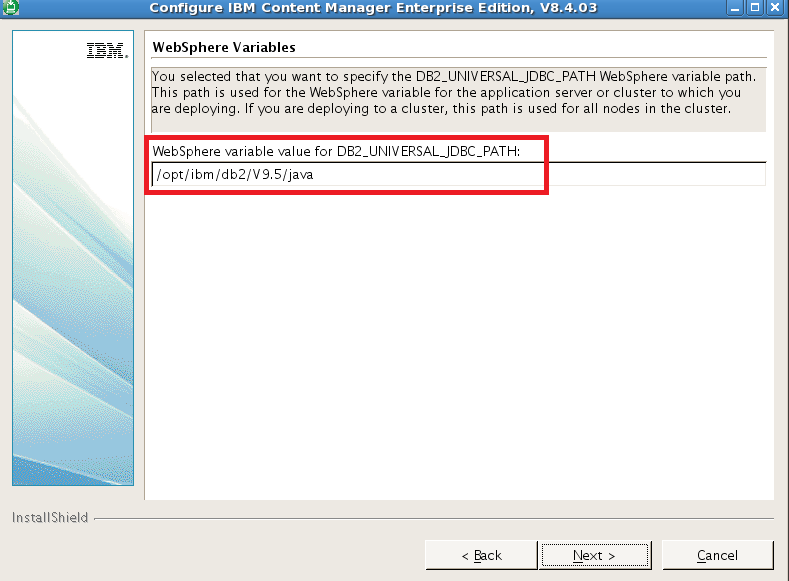 Configure IBM Content Manager Enterprise Edition, V8.4.03
IBM.
WebSphere Variables
You selected that you want to specify the DB2_UNIVERSAL_JDBC_PATH WebSphere variable path.
This path is used for the WebSphere variable for the application server or cluster to which you
are deploying. If you are deploying to a cluster, this path is used for all nodes in the cluster.
WebSphere variable value for DB2_UNIVERSAL_JDBC_PATH:
/opt/ibm/db2/V9.5/java
InstallShield
< Back
Next >
Cancel